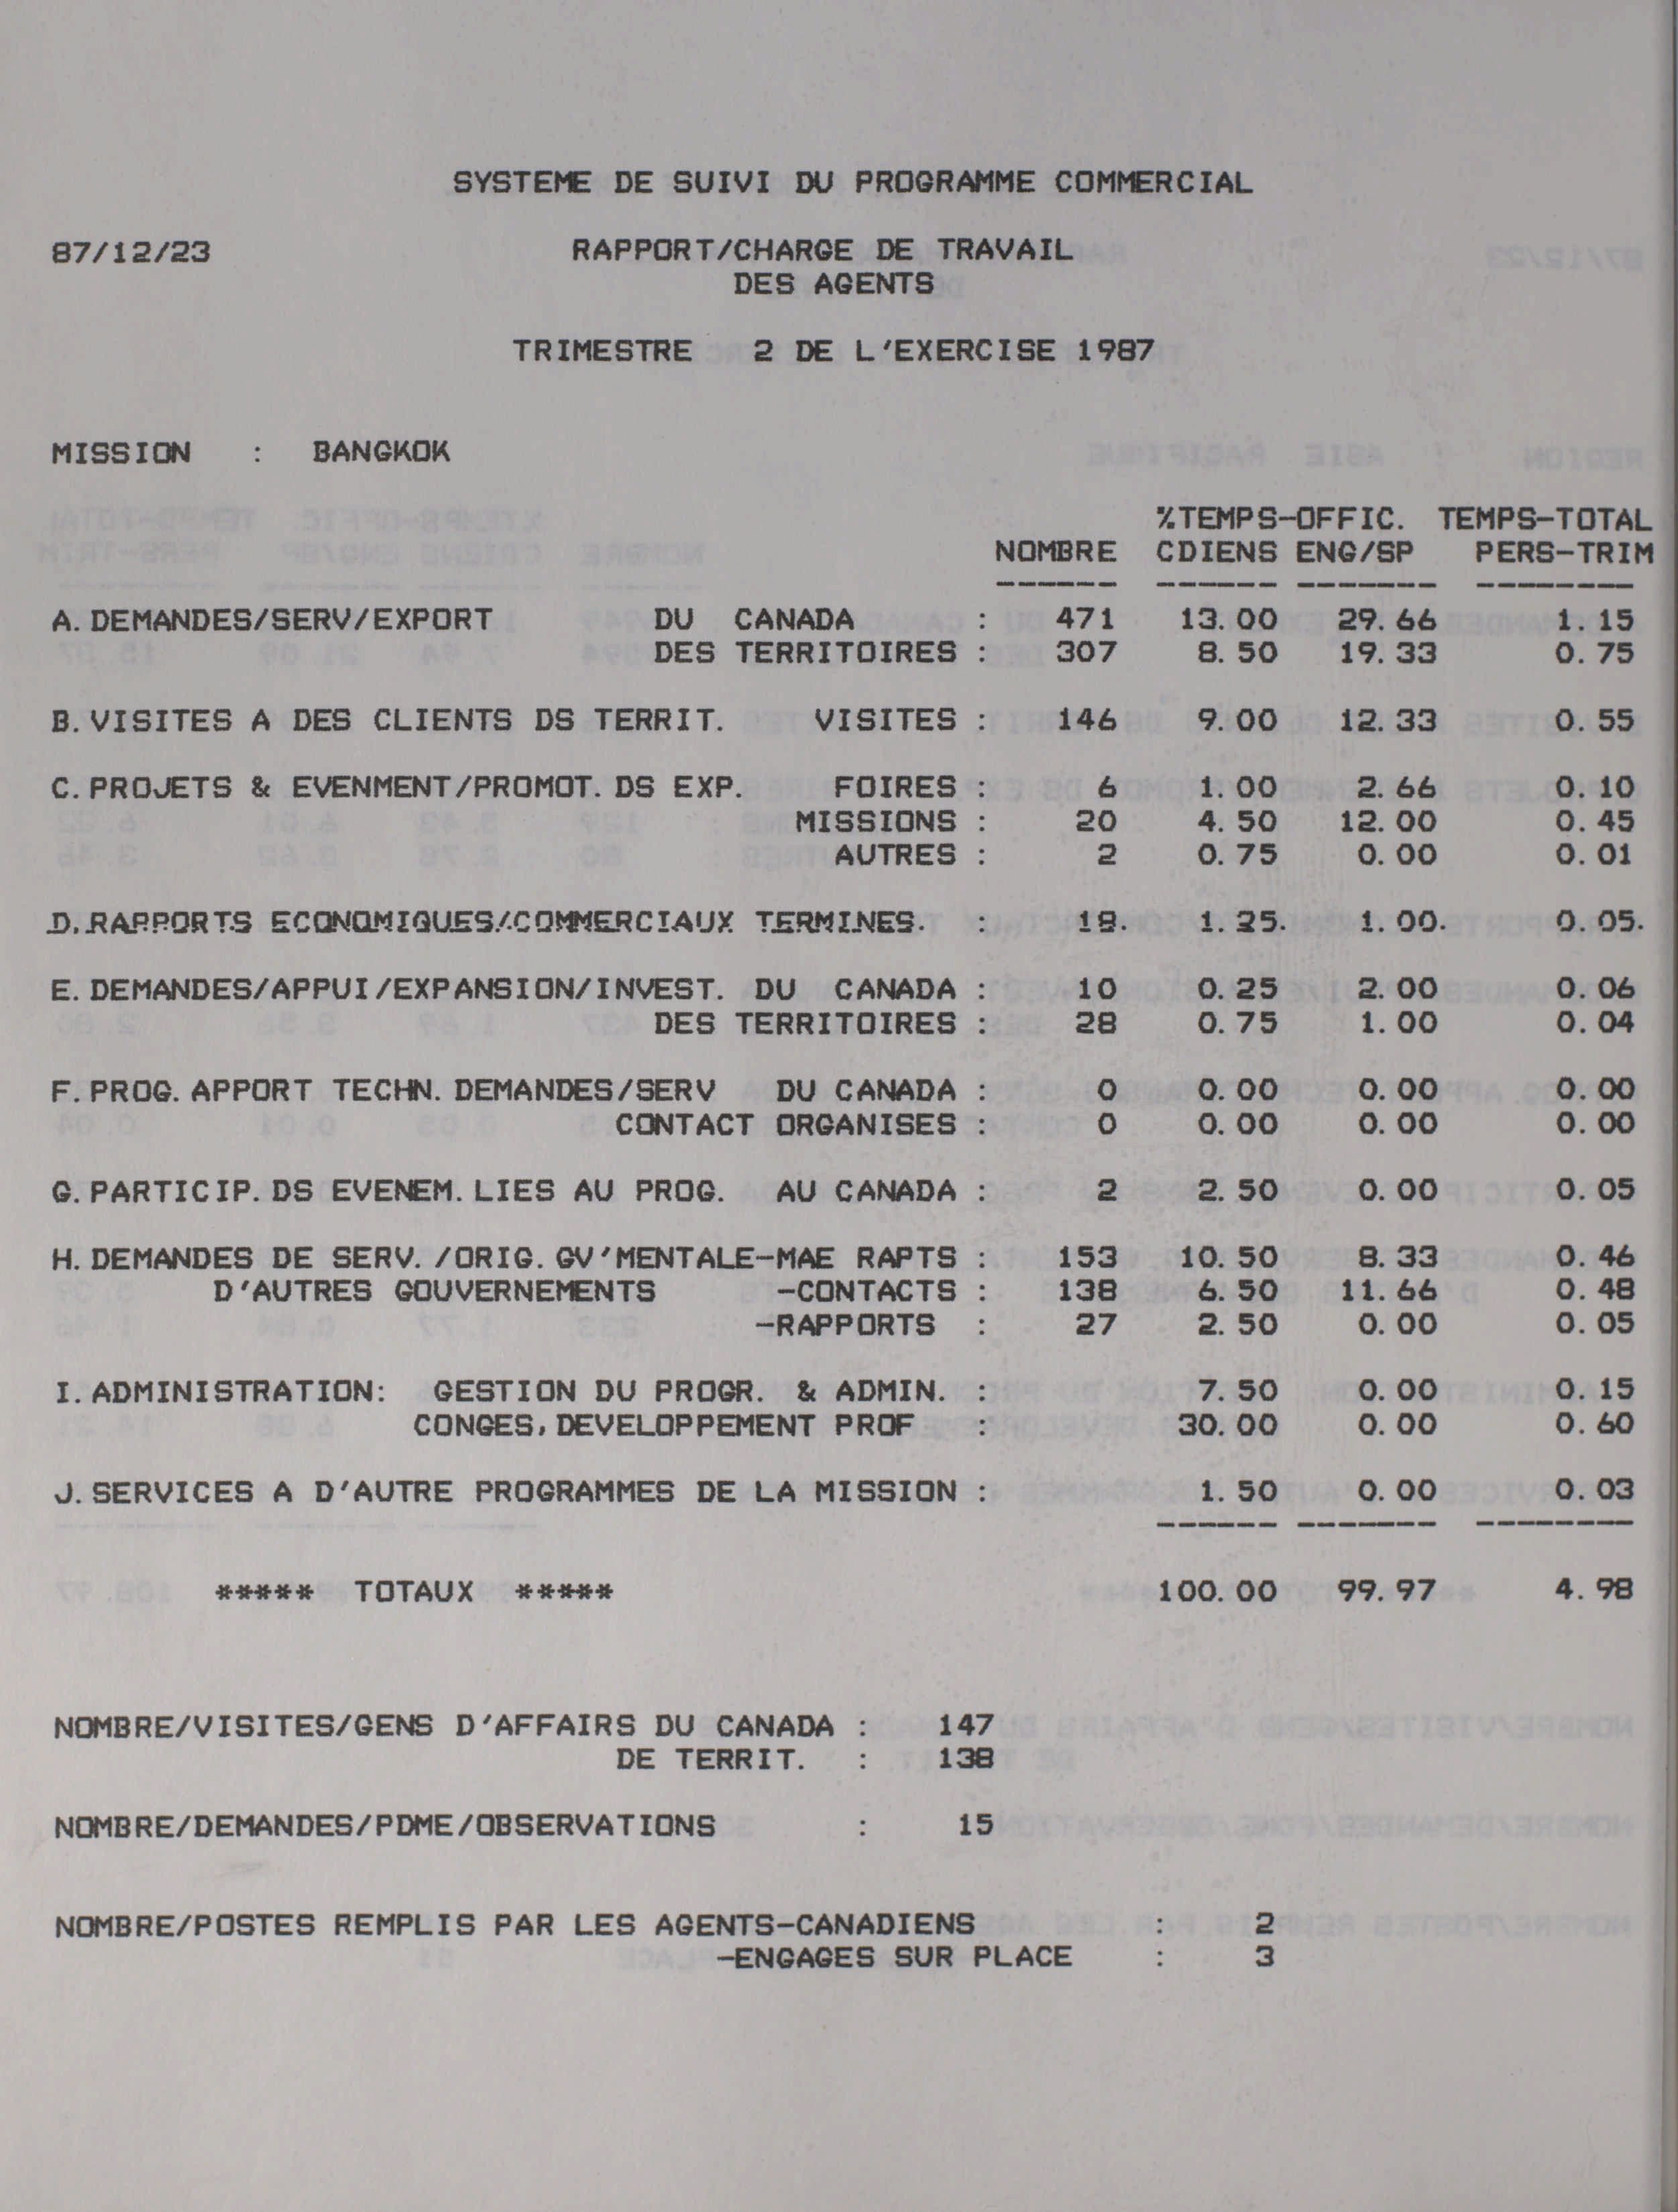 SYSTEME DE SUIVI DU PROGRAMME COMMERCIAL
87/12/23 RAPPORT/CHARGE DE TRAVAIL
DES AGENTS
TRIMESTRE 2 DE L'EXERCISE 1987
MISSION : BANGKOK
%TEMPS-OFFIC. TEMPS-TOTAL
NOMBRE CDIENS ENG/SP PERS-TRIM
A. DEMANDES/SERV/EXPORT DU CANADA : 471 13.00 29.66 1.15
DES TERRITOIRES : 307 8.50 19.33 0.75
B. VISITES A DES CLIENTS DS TERRIT. VISITES : 146 9.00 12.33 0.55
C. PROJETS & EVENMENT/PROMOT. DS EXP. FOIRES : 6 1.00 2.66 0.10
MISSIONS : 20 4.50 12.00 0.45
AUTRES : 2 0.75 0.00 0.01
D. RAPPORTS ECONOMIQUES/COMMERCIAUX TERMINES. : 1.25. 1.00. 0.05.
E. DEMANDES/APPUI/EXPANSION/INVEST. DU CANADA : 10 0.25 2.00 0.06
DES TERRITOIRES : 28 0.75 1.00 0.04
F. PROG. APPORT TECHN. DEMANDES/SERV DU CANADA : 0 0.00 0.00 0.00
CONTACT ORGANISES : 0 0.00 0.00 0.00
G. PARTICIP. DS EVENEM. LIES AU PROG. AU CANADA : 2 2.50 0.00 0.05
H. DEMANDES DE SERV. /ORIG. GV'MENTALE-MAE RAPTS : 153 10.50 8.33 0.46
D'AUTRES GOUVERNEMENTS -CONTACTS : 138 6.50 11.66 0.48
-RAPPORTS : 27 2.50 0.00 0.05
I. ADMINISTRATION: GESTION DU PROGR. & ADMIN. : 7.50 0.00 0.15
CONGES, DEVELOPPEMENT PROF. : 30.00 0.00 0.60
J. SERVICES A D'AUTRE PROGRAMMES DE LA MISSION : 1.50 0.00 0.03
***** TOTAUX ***** 100.00 99.97 4.98
NOMBRE/VISITES/GENS D'AFFAIRS DU CANADA : 147
DE TERRIT. : 138
NOMBRE/DEMANDES/PDME/OBSERVATIONS : 15
NOMBRE/POSTES REMPLIS PAR LES AGENTS-CANADIENS : 2
-ENGAGES SUR PLACE : 3